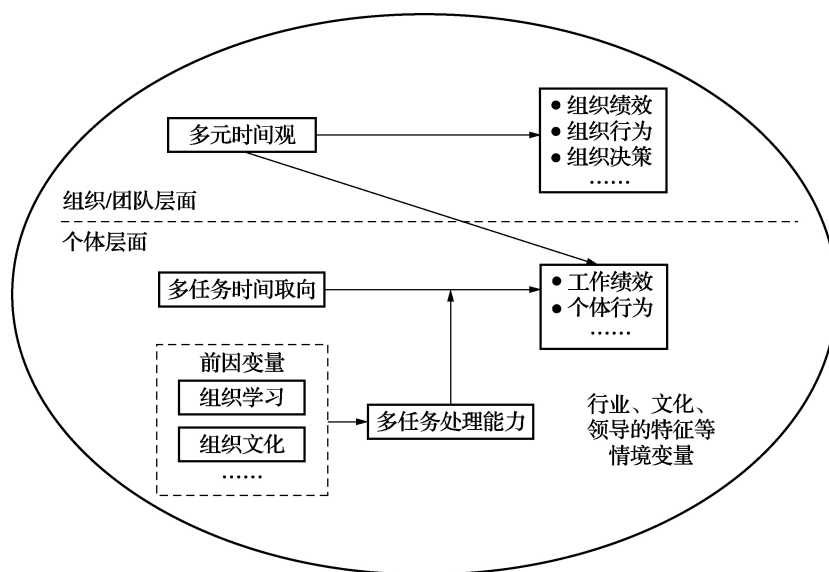 多元时间观
● 组织绩效
● 组织行为
● 组织决策
……
组织/团队层面
个体层面
多任务时间取向
● 工作绩效
● 个体行为
……
前因变量
组织学习
组织文化
……
多任务处理能力
行业、文化、
领导的特征等
情境变量